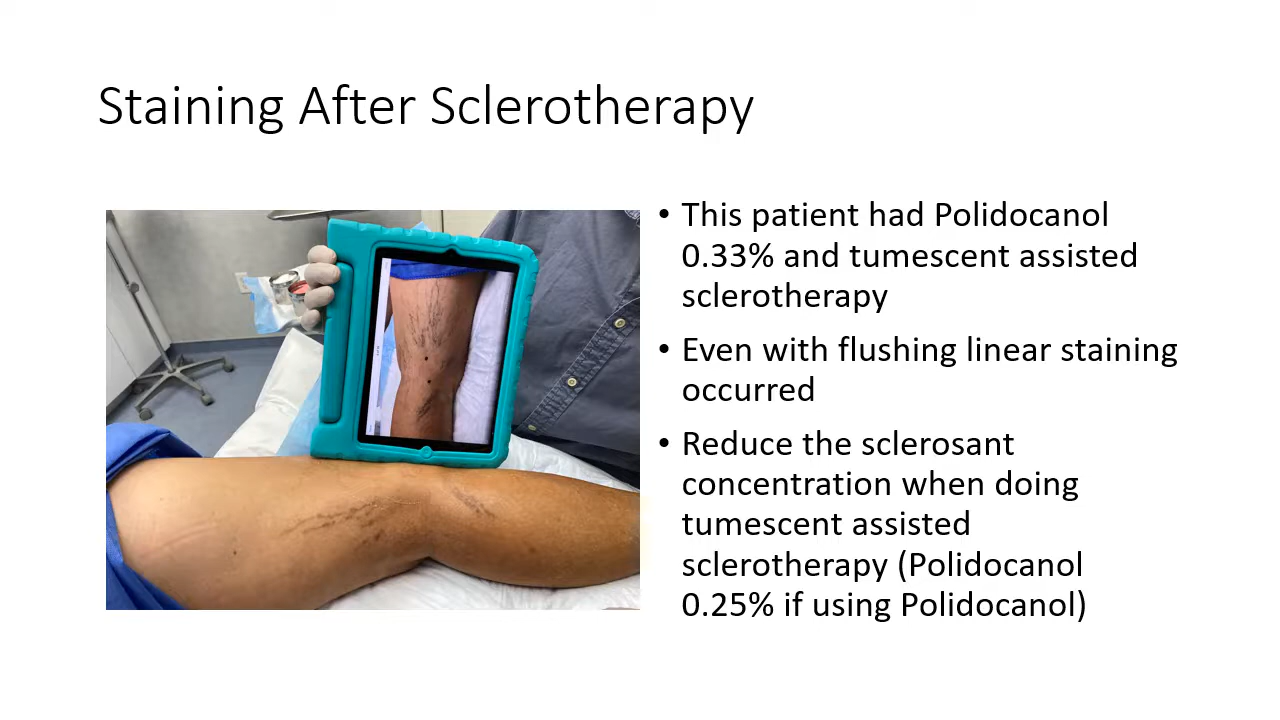 Staining After Sclerotherapy
• This patient had Polidocanol
0.33% and tumescent assisted
sclerotherapy
• Even with flushing linear staining
occurred
• Reduce the sclerosant
concentration when doing
tumescent assisted
sclerotherapy (Polidocanol
0.25% if using Polidocanol)